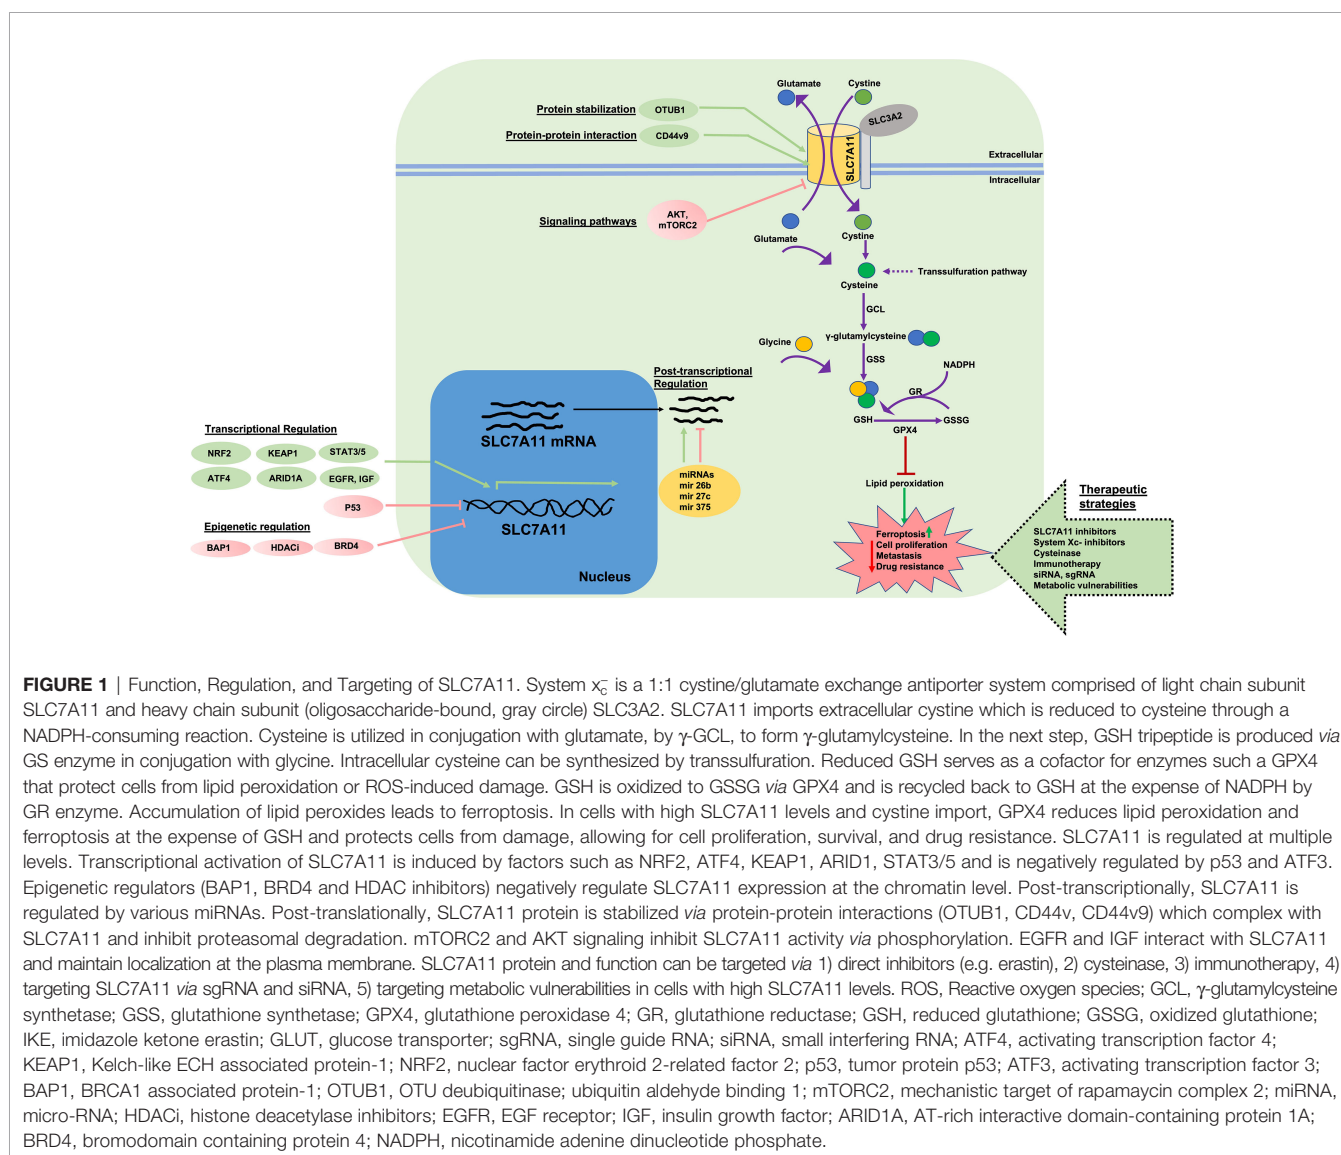 Glutamate
Cystine
Protein stabilization
OTUB1
SLC3A2
Protein-protein interaction
CD44v9
SLC7A11
Extracellular
Intracellular
Signaling pathways
AKT,
mTORC2
Glutamate
Cystine
Transsulfuration pathway
Cysteine
GCL
Glycine
γ-glutamylcysteine
GSS
NADPH
GR
GSH
GSSG
GPX4
Post-transcriptional
Regulation
SLC7A11 mRNA
Transcriptional Regulation
NRF2
KEAP1
STAT3/5
ATF4
ARID1A
EGFR, IGF
P53
miRNAs
mir 26b
mir 27c
mir 375
SLC7A11
Epigenetic regulation
BAP1
HDACi
BRD4
Nucleus
Lipid peroxidation
Ferroptosis
Cell proliferation
Metastasis
Drug resistance
Therapeutic
strategies
SLC7A11 inhibitors
System Xc- inhibitors
Cysteinase
Immunotherapy
siRNA, sgRNA
Metabolic vulnerabilities
FIGURE 1 | Function, Regulation, and Targeting of SLC7A11. System x⁻c is a 1:1 cystine/glutamate exchange antiporter system comprised of light chain subunit
SLC7A11 and heavy chain subunit (oligosaccharide-bound, gray circle) SLC3A2. SLC7A11 imports extracellular cystine which is reduced to cysteine through a
NADPH-consuming reaction. Cysteine is utilized in conjugation with glutamate, by γ-GCL, to form γ-glutamylcysteine. In the next step, GSH tripeptide is produced via
GS enzyme in conjugation with glycine. Intracellular cysteine can be synthesized by transsulfuration. Reduced GSH serves as a cofactor for enzymes such a GPX4
that protect cells from lipid peroxidation or ROS-induced damage. GSH is oxidized to GSSG via GPX4 and is recycled back to GSH at the expense of NADPH by
GR enzyme. Accumulation of lipid peroxides leads to ferroptosis. In cells with high SLC7A11 levels and cystine import, GPX4 reduces lipid peroxidation and
ferroptosis at the expense of GSH and protects cells from damage, allowing for cell proliferation, survival, and drug resistance. SLC7A11 is regulated at multiple
levels. Transcriptional activation of SLC7A11 is induced by factors such as NRF2, ATF4, KEAP1, ARID1, STAT3/5 and is negatively regulated by p53 and ATF3.
Epigenetic regulators (BAP1, BRD4 and HDAC inhibitors) negatively regulate SLC7A11 expression at the chromatin level. Post-transcriptionally, SLC7A11 is
regulated by various miRNAs. Post-translationally, SLC7A11 protein is stabilized via protein-protein interactions (OTUB1, CD44v, CD44v9) which complex with
SLC7A11 and inhibit proteasomal degradation. mTORC2 and AKT signaling inhibit SLC7A11 activity via phosphorylation. EGFR and IGF interact with SLC7A11
and maintain localization at the plasma membrane. SLC7A11 protein and function can be targeted via 1) direct inhibitors (e.g. erastin), 2) cysteinase, 3) immunotherapy, 4)
targeting SLC7A11 via sgRNA and siRNA, 5) targeting metabolic vulnerabilities in cells with high SLC7A11 levels. ROS, Reactive oxygen species; GCL, γ-glutamylcysteine
synthetase; GSS, glutathione synthetase; GPX4, glutathione peroxidase 4; GR, glutathione reductase; GSH, reduced glutathione; GSSG, oxidized glutathione;
IKE, imidazole ketone erastin; GLUT, glucose transporter; sgRNA, single guide RNA; siRNA, small interfering RNA; ATF4, activating transcription factor 4;
KEAP1, Kelch-like ECH associated protein-1; NRF2, nuclear factor erythroid 2-related factor 2; p53, tumor protein p53; ATF3, activating transcription factor 3;
BAP1, BRCA1 associated protein-1; OTUB1, OTU deubiquitinase; ubiquitin aldehyde binding 1; mTORC2, mechanistic target of rapamaycin complex 2; miRNA,
micro-RNA; HDACi, histone deacetylase inhibitors; EGFR, EGF receptor; IGF, insulin growth factor; ARID1A, AT-rich interactive domain-containing protein 1A;
BRD4, bromodomain containing protein 4; NADPH, nicotinamide adenine dinucleotide phosphate.